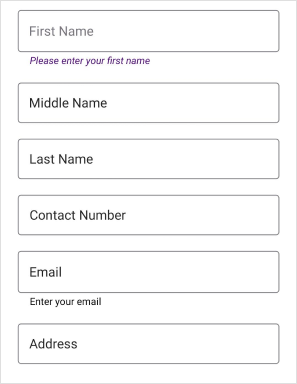 First Name
Please enter your first name
Middle Name
Last Name
Contact Number
Email
Enter your email
Address